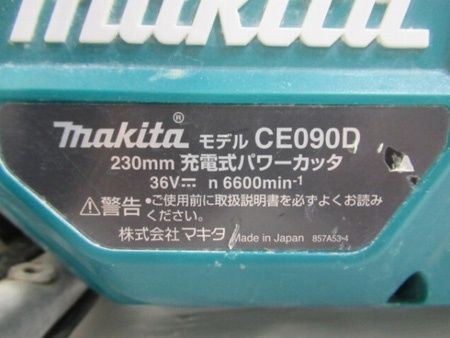 makita
makita® モデル CE090D
230mm 充電式パワーカッタ
36V⎓ n 6600min⁻¹
⚠警告 •ご使用前に取扱説明書を必ずよくお読み
ください。
株式会社 マキタ Made in Japan 857A53-4